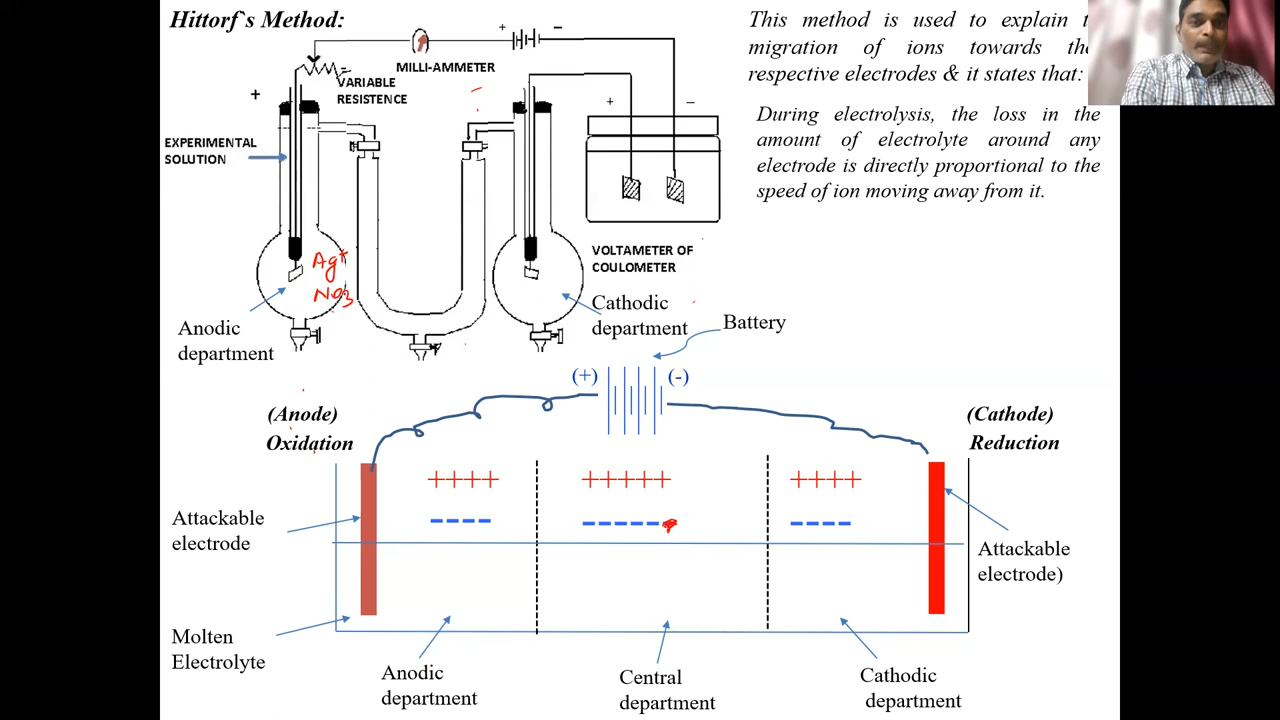 Hittorf`s Method:
+
−
MILLI-AMMETER
VARIABLE
RESISTENCE
+
EXPERIMENTAL
SOLUTION
Ag+
NO3
Anodic
department
Cathodic
department
+
−
VOLTAMETER OF
COULOMETER
This method is used to explain
migration of ions towards
respective electrodes & it states that:
During electrolysis, the loss in the
amount of electrolyte around any
electrode is directly proportional to the
speed of ion moving away from it.
Battery
(+)
(-)
(Anode)
Oxidation
(Cathode)
Reduction
++++
+++++
++++
----
-----
----
Attackable
electrode
Attackable
electrode)
Molten
Electrolyte
Anodic
department
Central
department
Cathodic
department